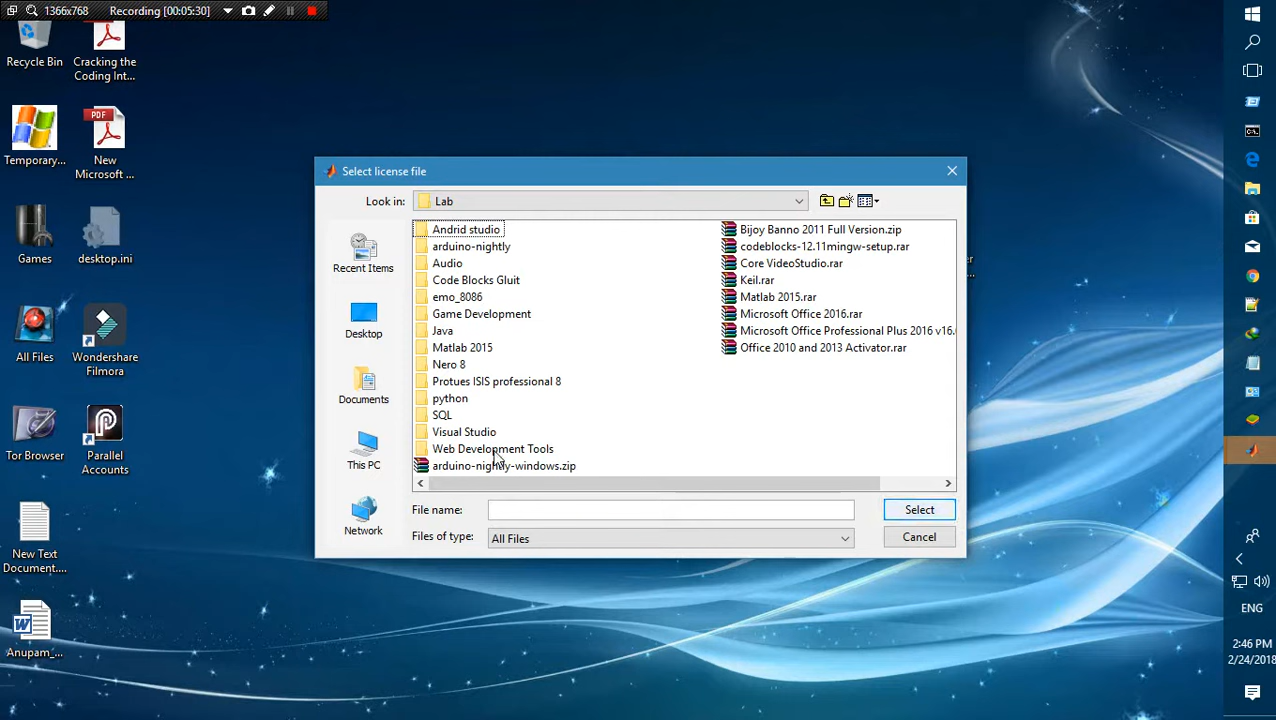 1366x768 Recording [00:05:30]
Recycle Bin
Cracking the
Coding Int...
Temporary...
PDF
New
Microsoft ...
Games
desktop.ini
All Files
Wondershare
Filmora
Tor Browser
Parallel
Accounts
New Text
Document....
Anupam_...
Select license file
Look in:
Lab
Recent Items
Desktop
Documents
This PC
Network
Andrid studio
arduino-nightly
Audio
Code Blocks Gluit
emo_8086
Game Development
Java
Matlab 2015
Nero 8
Protues ISIS professional 8
python
SQL
Visual Studio
Web Development Tools
arduino-nightly-windows.zip
Bijoy Banno 2011 Full Version.zip
codeblocks-12.11mingw-setup.rar
Core VideoStudio.rar
Keil.rar
Matlab 2015.rar
Microsoft Office 2016.rar
Microsoft Office Professional Plus 2016 v16.
Office 2010 and 2013 Activator.rar
File name:
Select
Files of type:
All Files
Cancel
er...
ENG
2:46 PM
2/24/2018